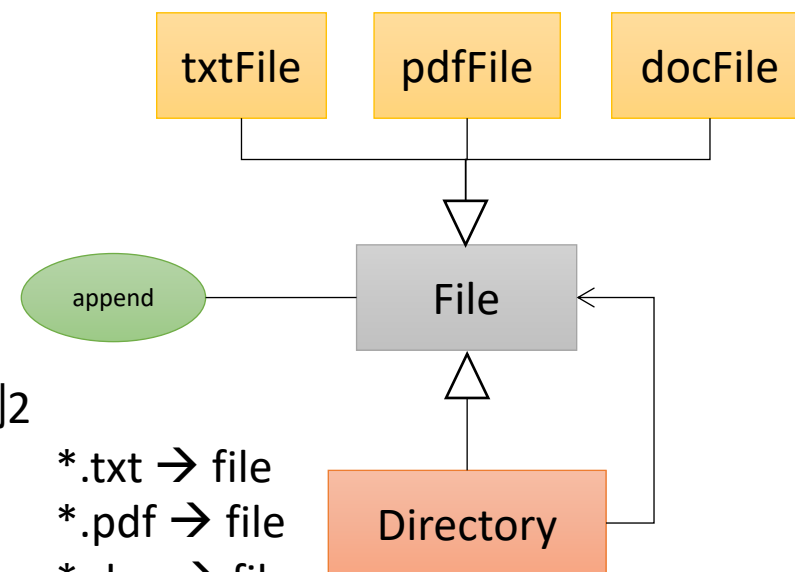 txtFile pdfFile docFile
append
File
*.txt → file
*.pdf → file
Directory